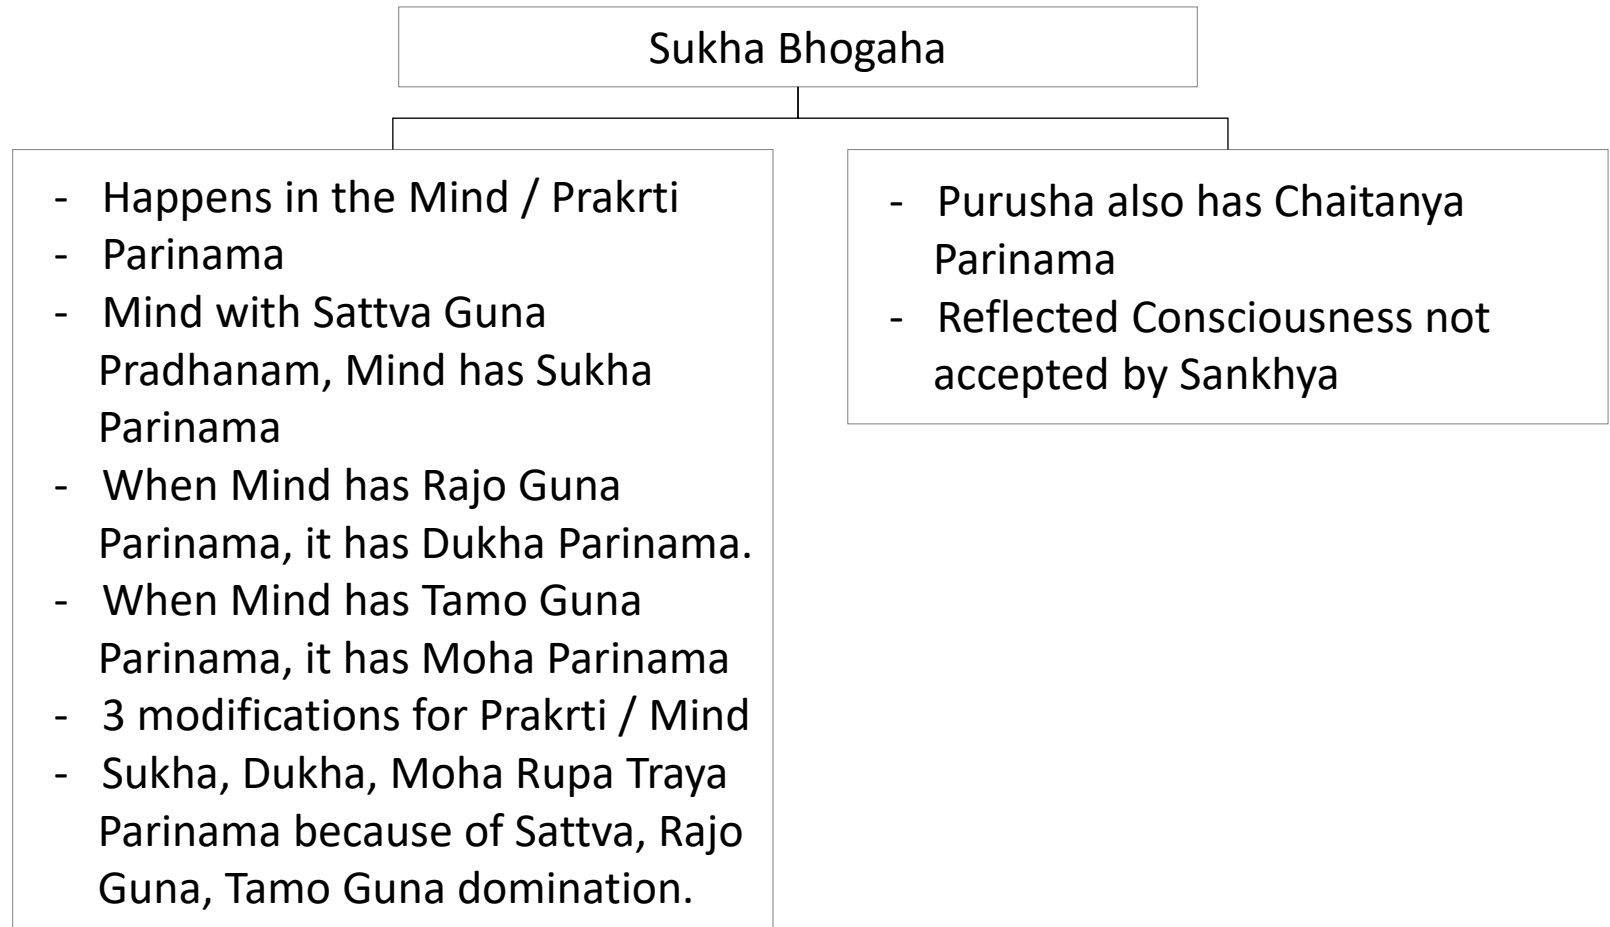 Sukha Bhogaha
- Happens in the Mind / Prakrti
- Parinama
- Mind with Sattva Guna
Pradhanam, Mind has Sukha
Parinama
- When Mind has Rajo Guna
Parinama, it has Dukha Parinama.
- When Mind has Tamo Guna
Parinama, it has Moha Parinama
- 3 modifications for Prakrti / Mind
- Sukha, Dukha, Moha Rupa Traya
Parinama because of Sattva, Rajo
Guna, Tamo Guna domination.
- Purusha also has Chaitanya
Parinama
- Reflected Consciousness not
accepted by Sankhya